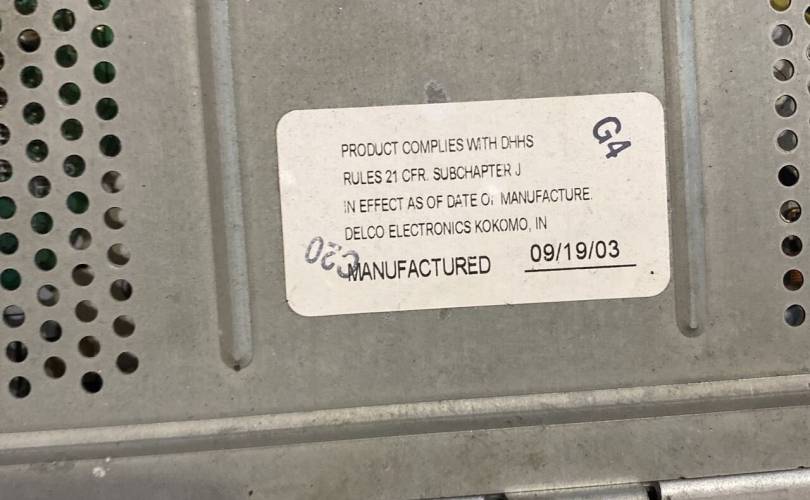 PRODUCT COMPLIES WITH DHHS
RULES 21 CFR. SUBCHAPTER J
IN EFFECT AS OF DATE OF MANUFACTURE.
DELCO ELECTRONICS KOKOMO, IN
MANUFACTURED 09/19/03
G4
C20